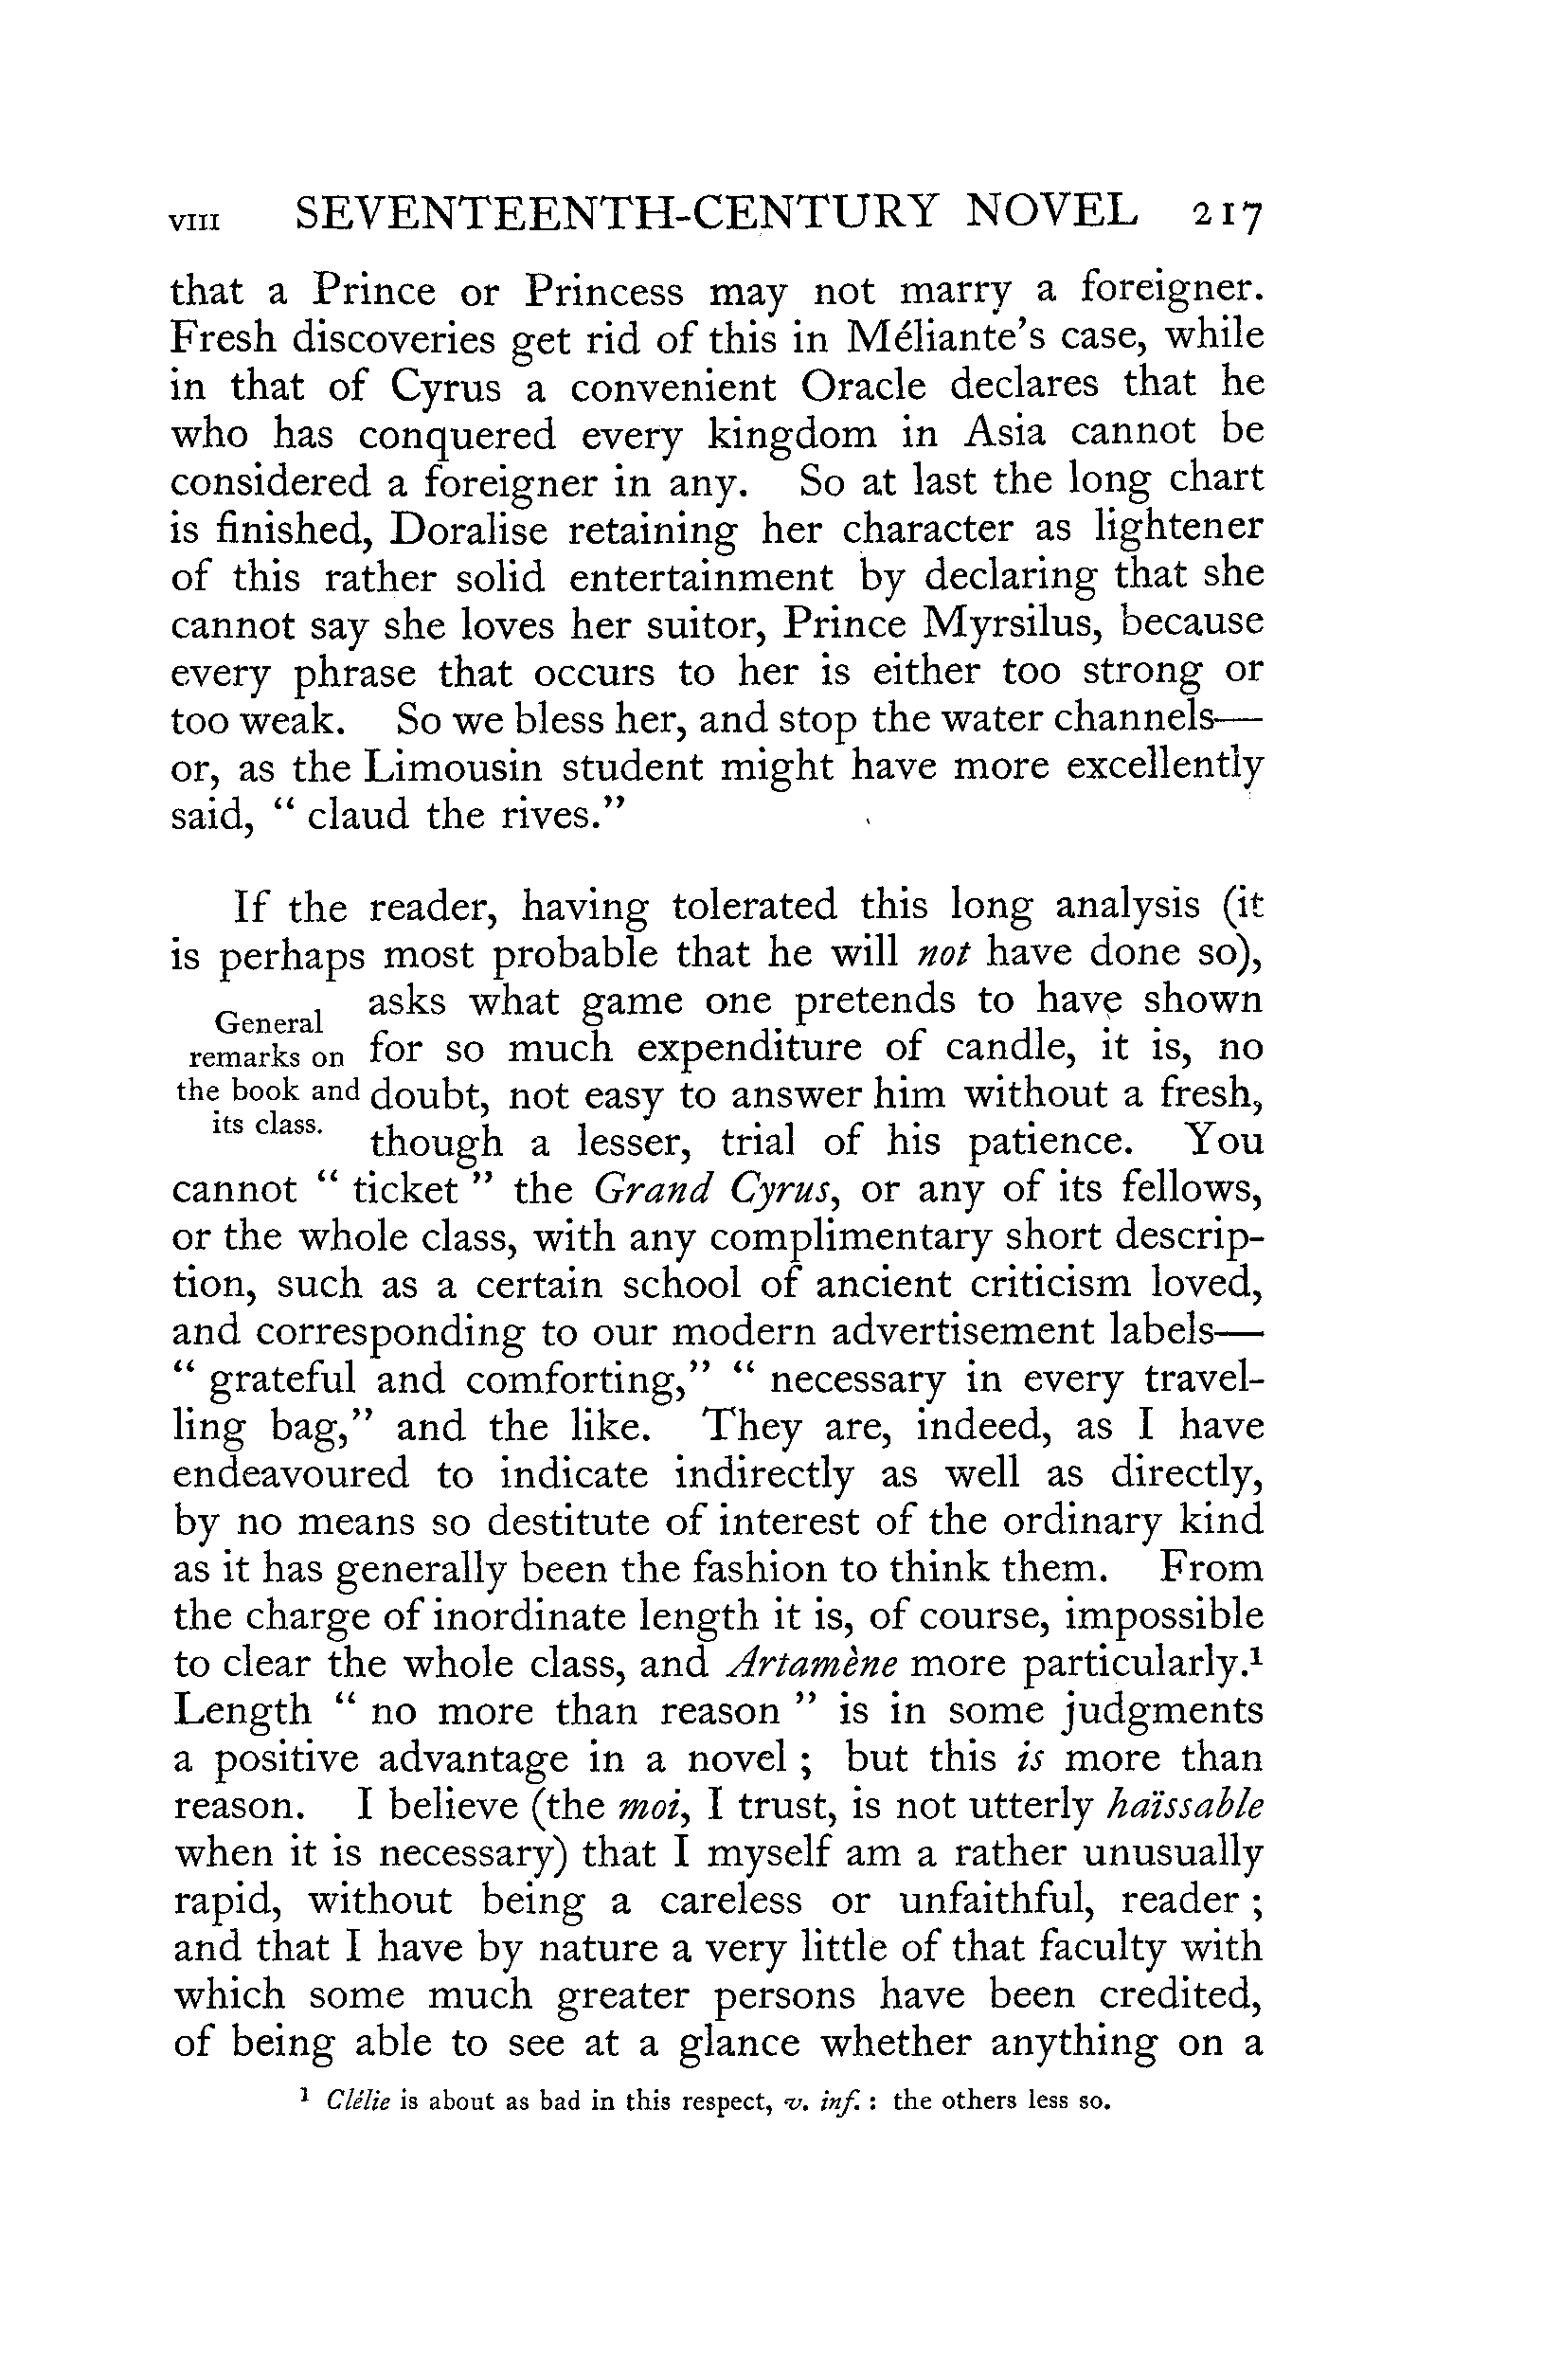 VIII SEVENTEENTH-CENTURY NOVEL 217
that a Prince or Princess may not marry a foreigner.
Fresh discoveries get rid of this in Méliante's case, while
in that of Cyrus a convenient Oracle declares that he
who has conquered every kingdom in Asia cannot be
considered a foreigner in any. So at last the long chart
is finished, Doralise retaining her character as lightener
of this rather solid entertainment by declaring that she
cannot say she loves her suitor, Prince Myrsilus, because
every phrase that occurs to her is either too strong or
too weak. So we bless her, and stop the water channels—
or, as the Limousin student might have more excellently
said, “ claud the rives.”
If the reader, having tolerated this long analysis (it
is perhaps most probable that he will not have done so),
General
remarks on
the book and
its class.
asks what game one pretends to have shown
for so much expenditure of candle, it is, no
doubt, not easy to answer him without a fresh,
though a lesser, trial of his patience. You
cannot “ ticket ” the Grand Cyrus, or any of its fellows,
or the whole class, with any complimentary short descrip-
tion, such as a certain school of ancient criticism loved,
and corresponding to our modern advertisement labels—
“ grateful and comforting,” “ necessary in every travel-
ling bag,” and the like. They are, indeed, as I have
endeavoured to indicate indirectly as well as directly,
by no means so destitute of interest of the ordinary kind
as it has generally been the fashion to think them. From
the charge of inordinate length it is, of course, impossible
to clear the whole class, and Artamène more particularly.¹
Length “ no more than reason ” is in some judgments
a positive advantage in a novel ; but this is more than
reason. I believe (the moi, I trust, is not utterly haïssable
when it is necessary) that I myself am a rather unusually
rapid, without being a careless or unfaithful, reader ;
and that I have by nature a very little of that faculty with
which some much greater persons have been credited,
of being able to see at a glance whether anything on a
¹ Clélie is about as bad in this respect, v. inf. : the others less so.